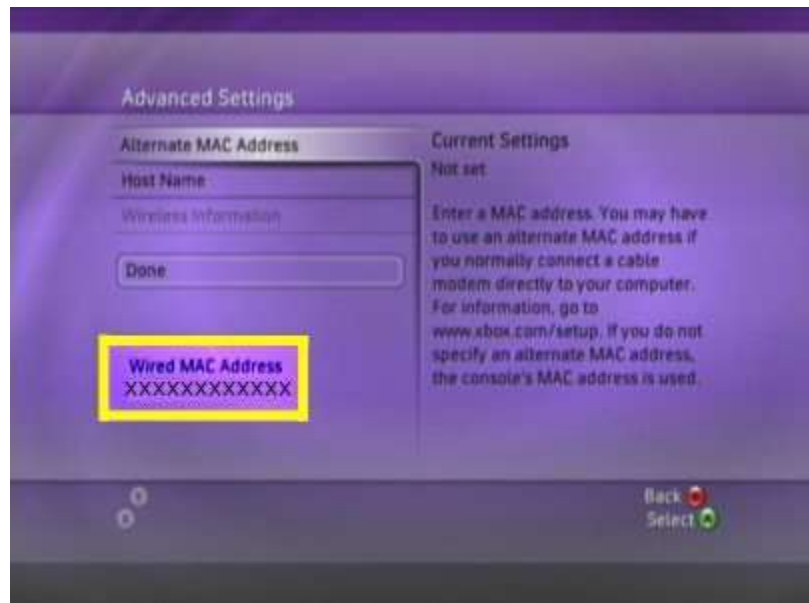 Advanced Settings
Alternate MAC Address
Host Name
Wireless Information
Done
Wired MAC Address
XXXXXXXXXXXX
Current Settings
Not set
Enter a MAC address. You may have
to use an alternate MAC address if
you normally connect a cable
modem directly to your computer.
For information, go to
www.xbox.com/setup. If you do not
specify an alternate MAC address,
the console's MAC address is used.
Back
Select